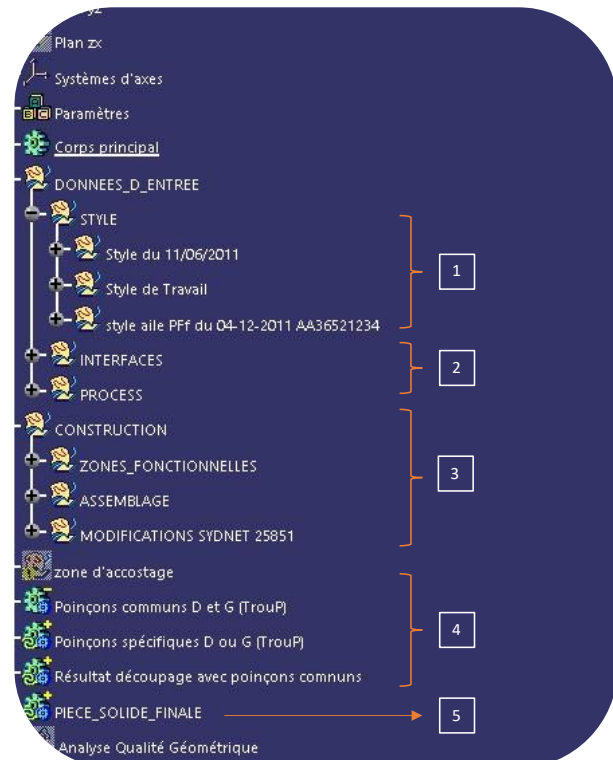 Plan zx
Systèmes d'axes
Paramètres
Corps principal
DONNEES_D_ENTREE
STYLE
Style du 11/06/2011
1
Style de Travail
style aile PFf du 04-12-2011 AA36521234
INTERFACES
2
PROCESS
CONSTRUCTION
ZONES_FONCTIONNELLES
3
ASSEMBLAGE
MODIFICATIONS SYDNET 25851
zone d'accostage
Poinçons communs D et G (TrouP)
4
Poinçons spécifiques D ou G (TrouP)
Résultat découpage avec poinçons comnuns
PIECE_SOLIDE_FINALE
5
Analyse Qualité Géométrique